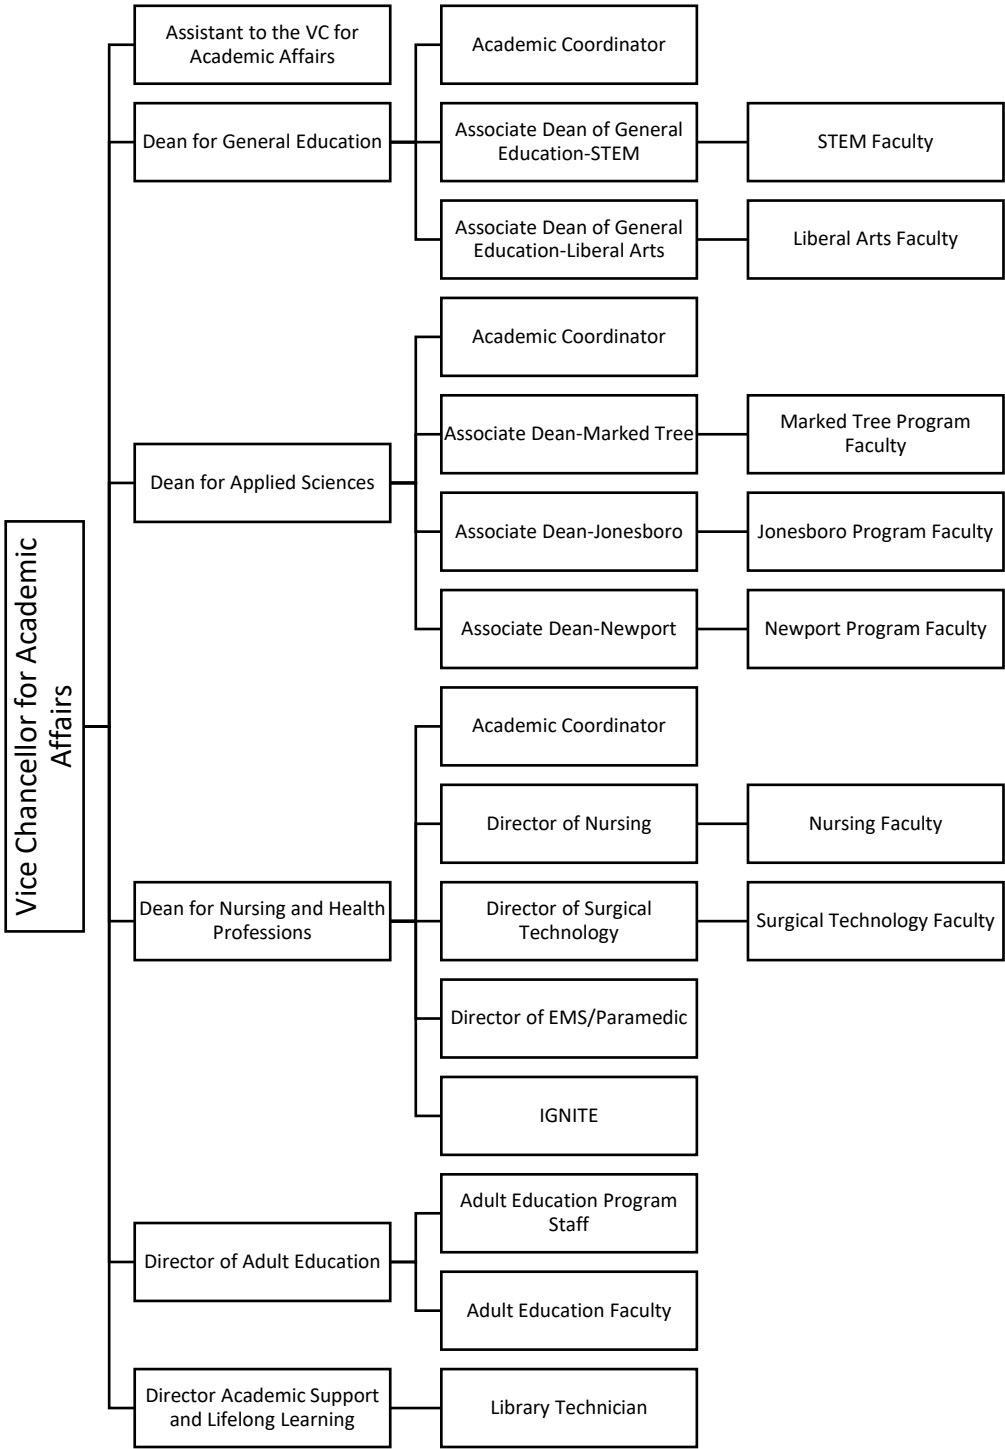 Vice Chancellor for Academic
Affairs
Assistant to the VC for
Academic Affairs
Dean for General Education
Academic Coordinator
Associate Dean of General
Education-STEM
STEM Faculty
Associate Dean of General
Education-Liberal Arts
Liberal Arts Faculty
Dean for Applied Sciences
Academic Coordinator
Associate Dean-Marked Tree
Marked Tree Program
Faculty
Associate Dean-Jonesboro
Jonesboro Program Faculty
Associate Dean-Newport
Newport Program Faculty
Dean for Nursing and Health
Professions
Academic Coordinator
Director of Nursing
Nursing Faculty
Director of Surgical
Technology
Surgical Technology Faculty
Director of EMS/Paramedic
IGNITE
Director of Adult Education
Adult Education Program
Staff
Adult Education Faculty
Director Academic Support
and Lifelong Learning
Library Technician